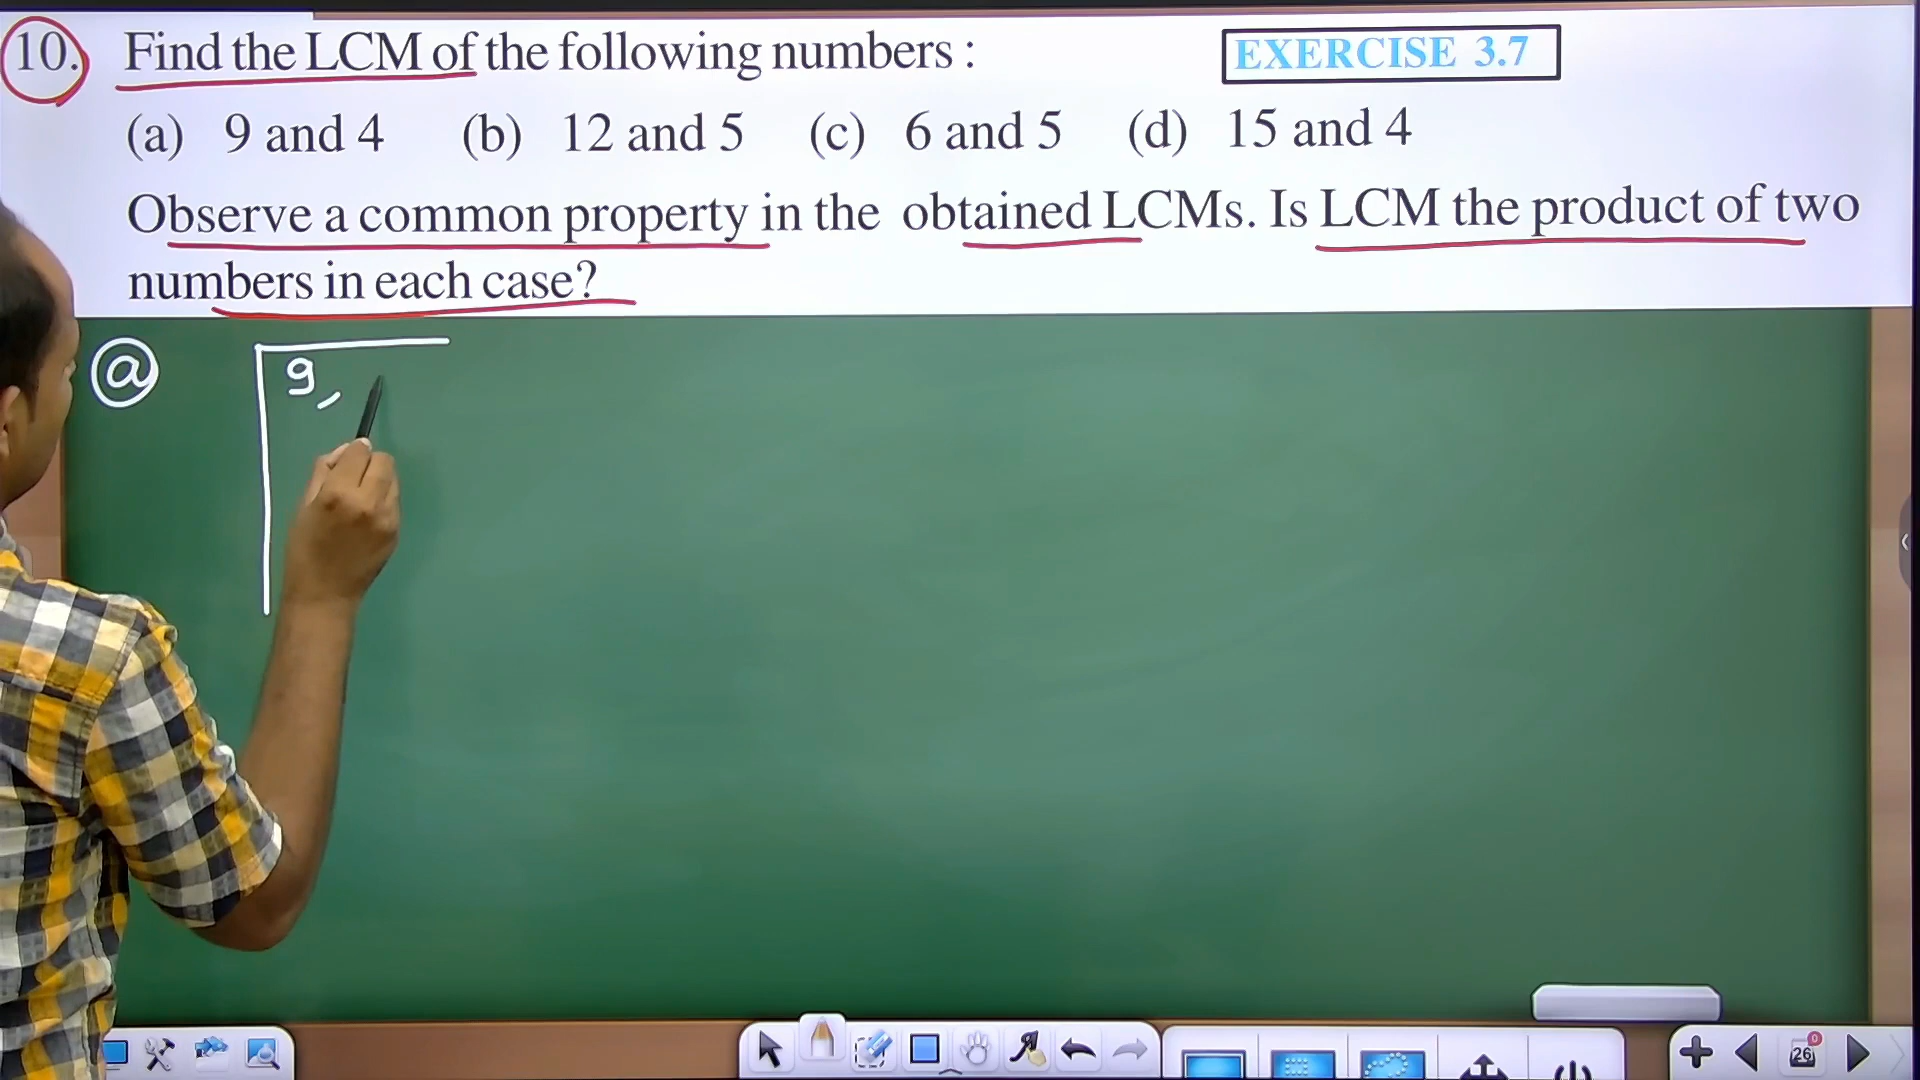 10. Find the LCM of the following numbers : EXERCISE 3.7
(a) 9 and 4 (b) 12 and 5 (c) 6 and 5 (d) 15 and 4
Observe a common property in the obtained LCMs. Is LCM the product of two
numbers in each case?
@ 9,
26
0